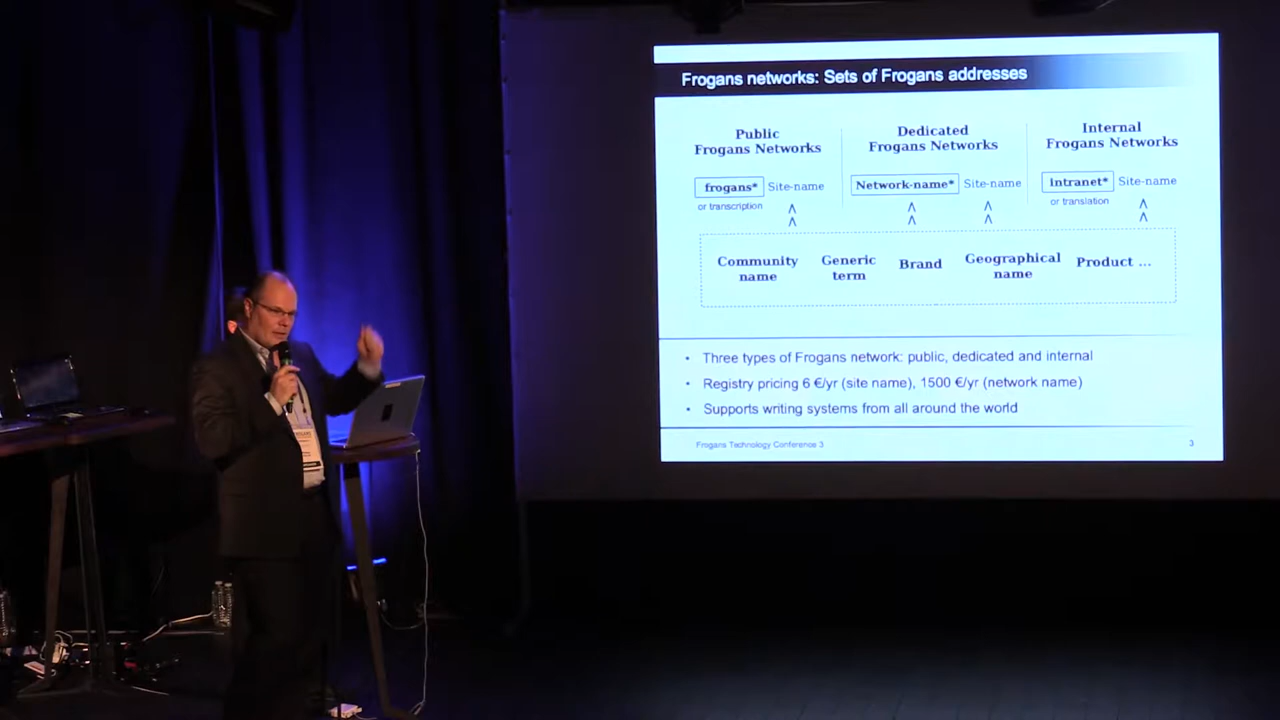 Frogans networks: Sets of Frogans addresses
Public
Frogans Networks
Dedicated
Frogans Networks
Internal
Frogans Networks
frogans* Site-name
or transcription
Network-name* Site-name
intranet* Site-name
or translation
Community
name
Generic
term
Brand
Geographical
name
Product ...
• Three types of Frogans network: public, dedicated and internal
• Registry pricing 6 €/yr (site name), 1500 €/yr (network name)
• Supports writing systems from all around the world
Frogans Technology Conference 3
3